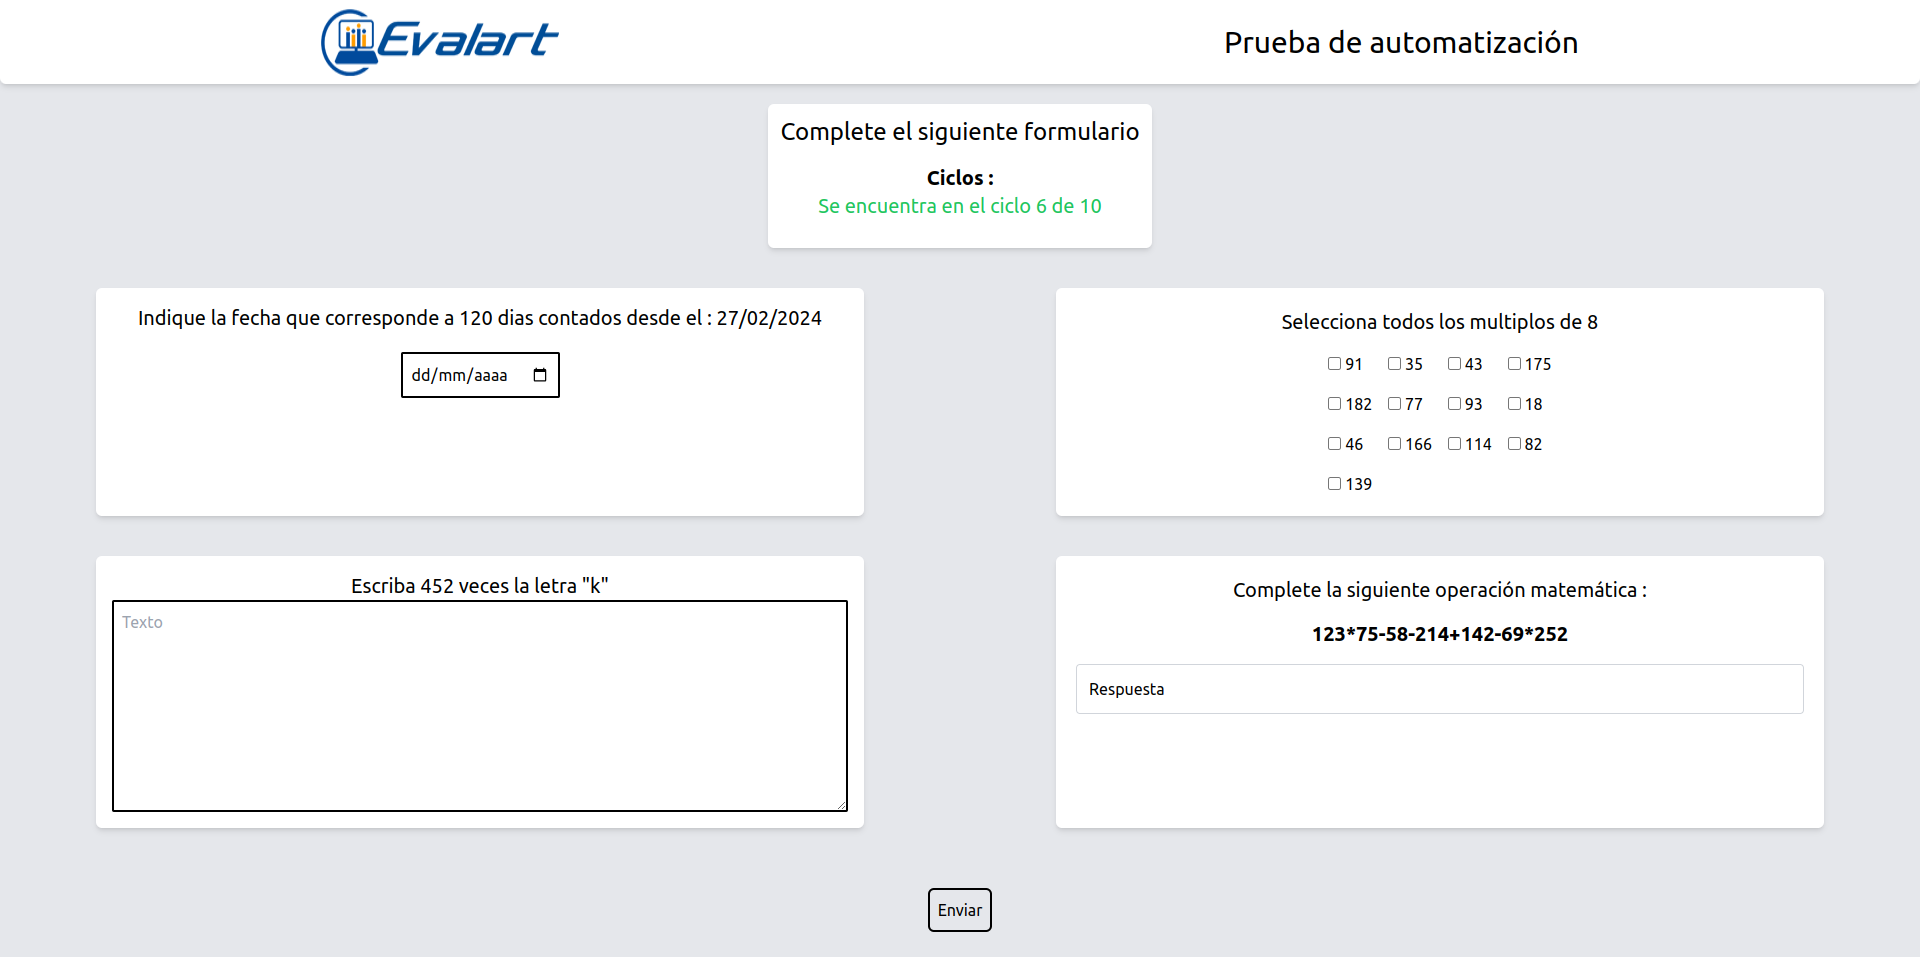 Evalart
Prueba de automatización
Complete el siguiente formulario
Ciclos :
Se encuentra en el ciclo 6 de 10
Indique la fecha que corresponde a 120 dias contados desde el : 27/02/2024
dd/mm/aaaa
Selecciona todos los multiplos de 8
91 35 43 175
182 77 93 18
46 166 114 82
139
Escriba 452 veces la letra "k"
Texto
Complete la siguiente operación matemática :
123*75-58-214+142-69*252
Respuesta
Enviar